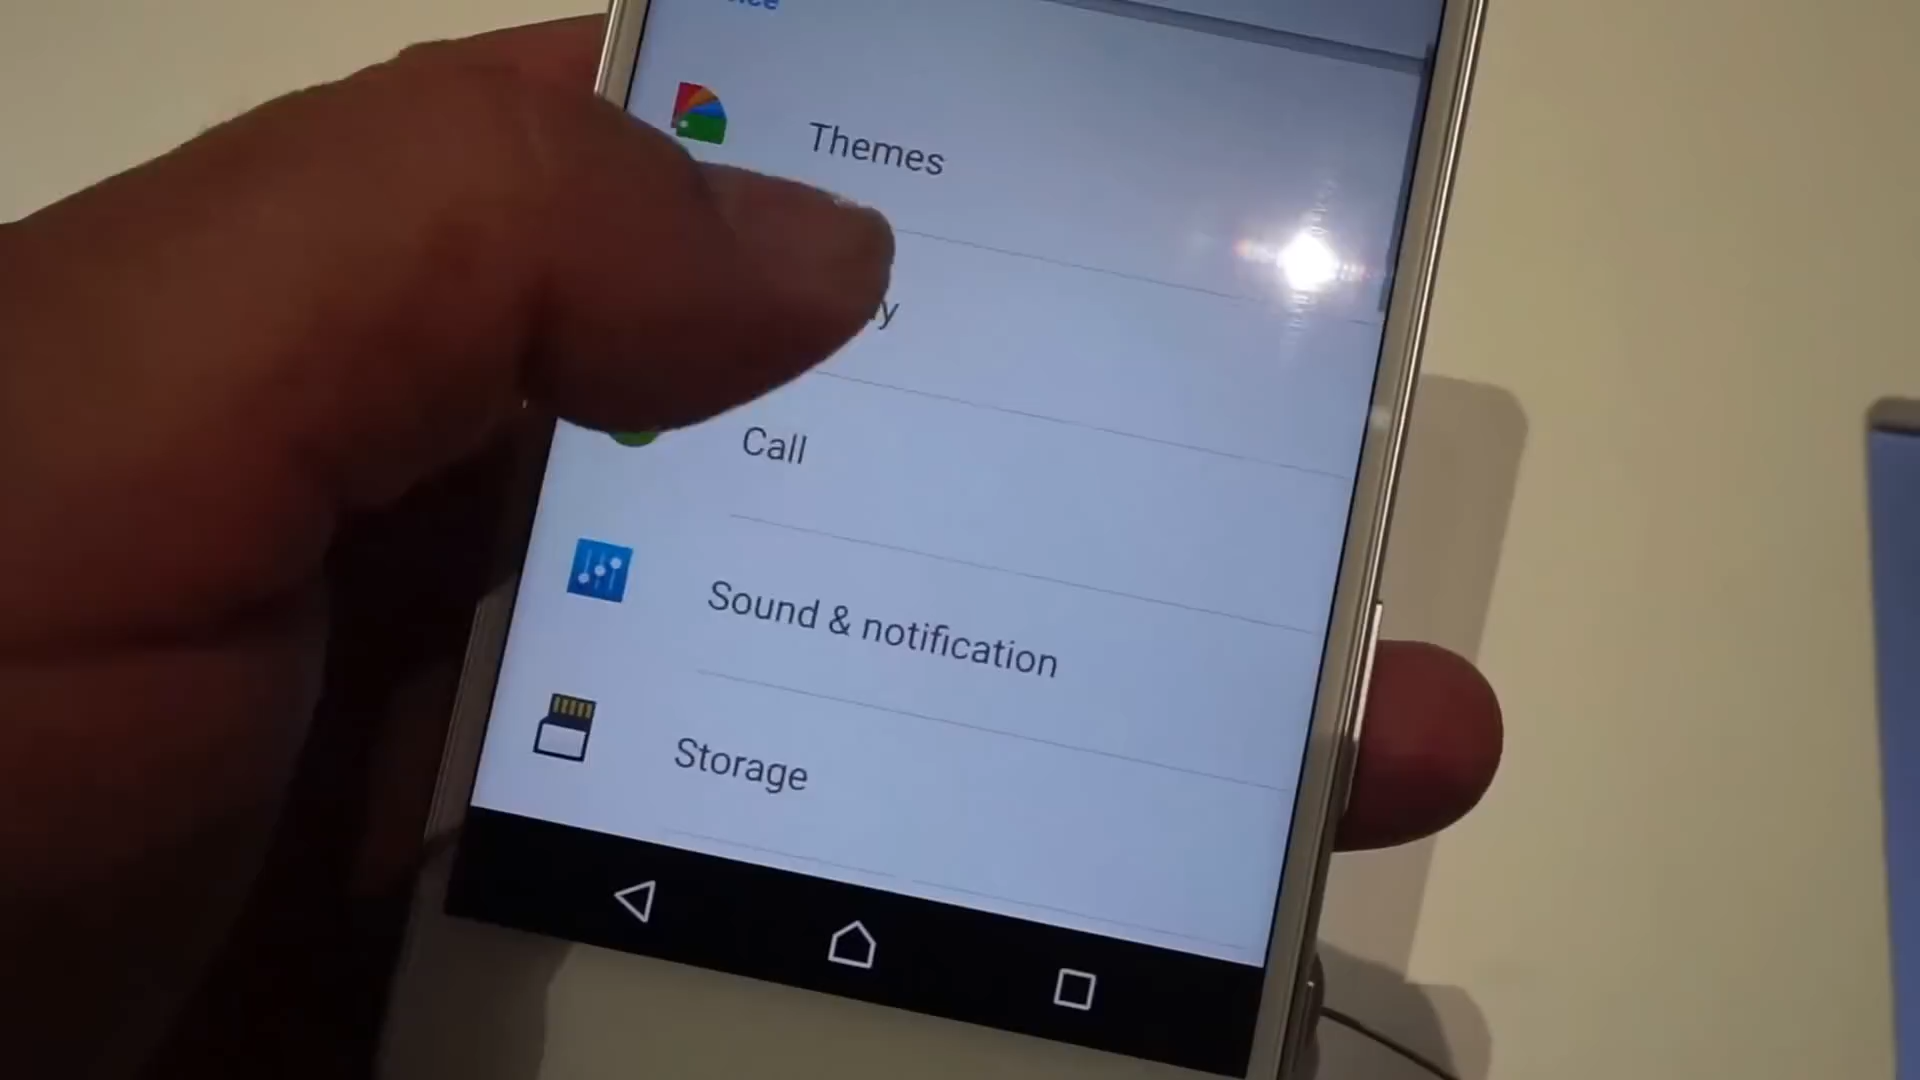 Themes
Call
Sound & notification
Storage